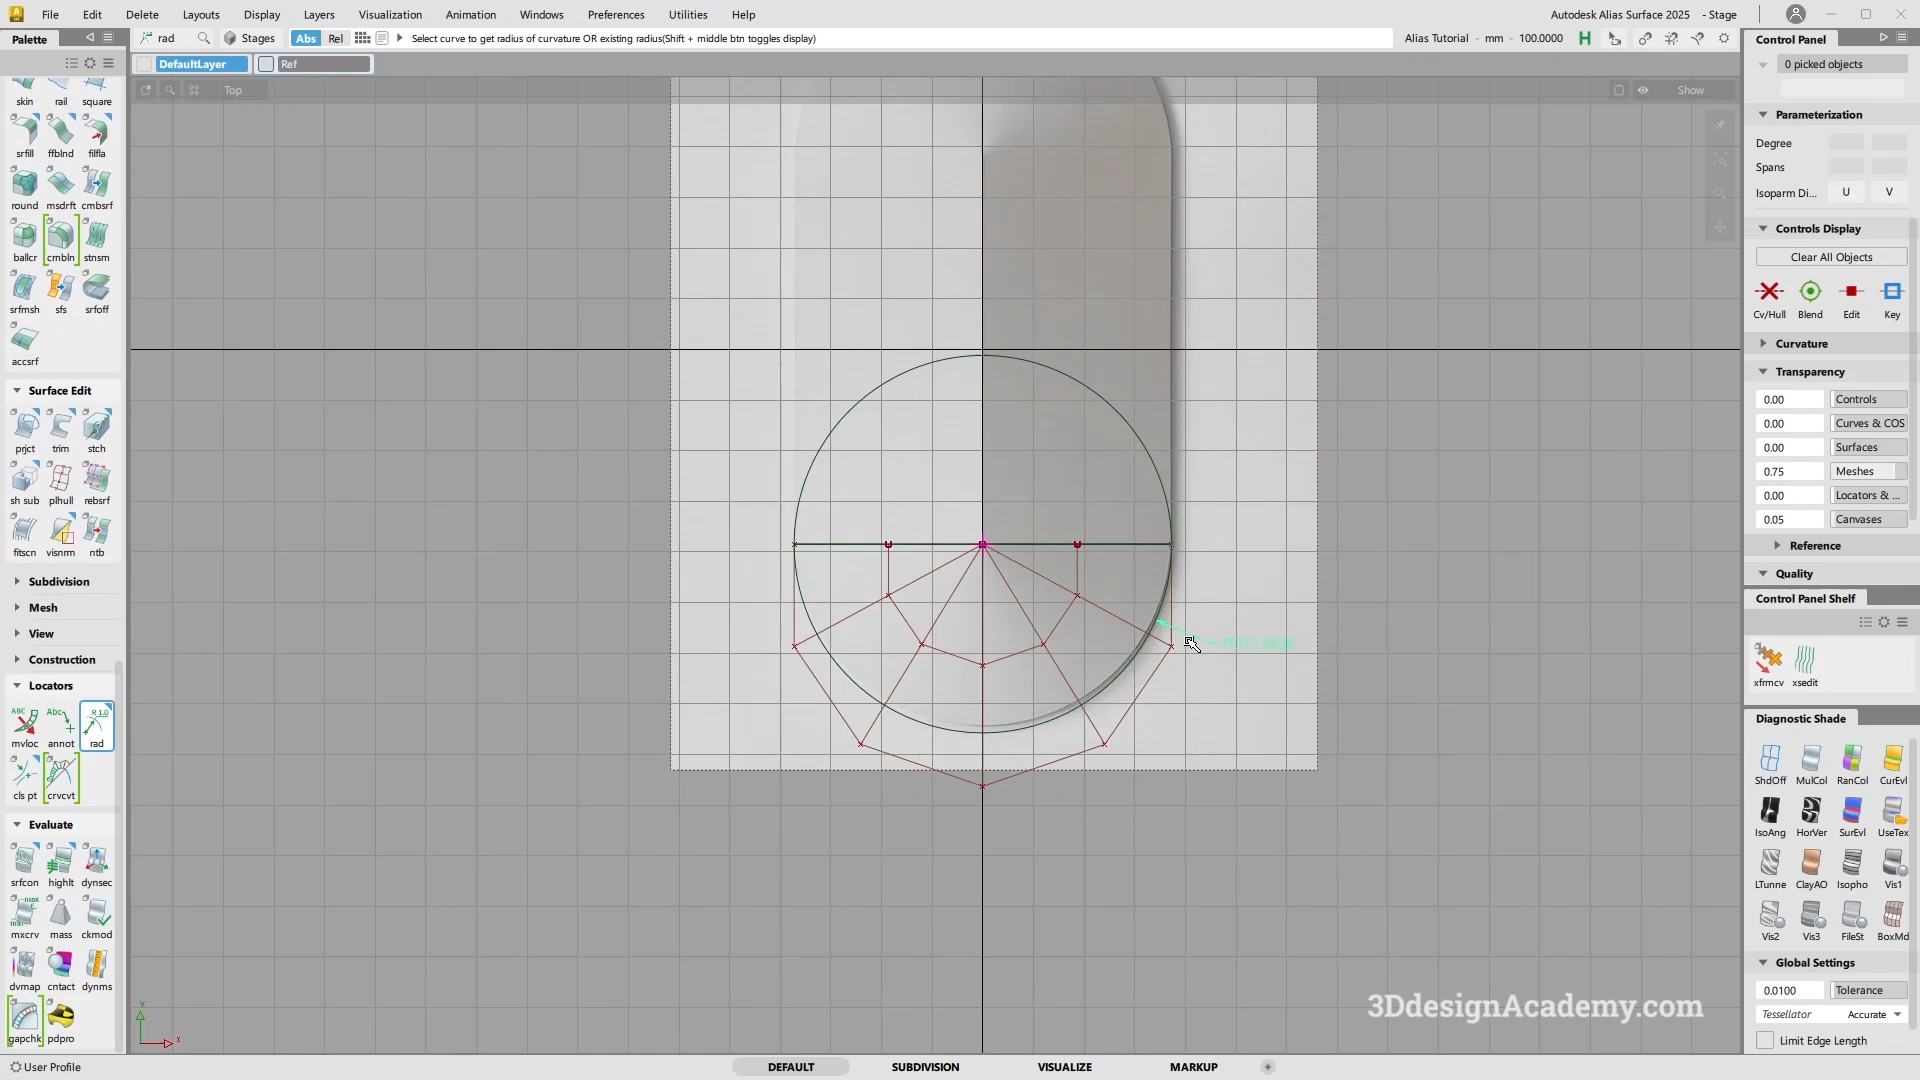 File Edit Delete Layouts Display Layers Visualization Animation Windows Preferences Utilities Help
Autodesk Alias Surface 2025 - Stage
Palette
rad
Stages
Abs Rel
Select curve to get radius of curvature OR existing radius(Shift + middle btn toggles display)
Alias Tutorial - mm - 100.0000
DefaultLayer
Ref
Top
Show
skin rail square
srfill ffblnd filfla
round msdrft cmbsrf
ballcr crnbln stnsm
srfmsh sfs srfoff
accsrf
Surface Edit
prjct trim stch
sh sub plhull rebsrf
fitscn visnrm ntb
Subdivision
Mesh
View
Construction
Locators
ABC Abc R 1.0
mvloc annot rad
cls pt crvcvt
Evaluate
srfcon highlt dynsec
max
min
mxcrv mass ckmod
dvmap cntact dynms
gapchk pdpro
User Profile
y
x
DEFAULT SUBDIVISION VISUALIZE MARKUP
3DdesignAcademy.com
Control Panel
0 picked objects
Parameterization
Degree
Spans
Isoparm Di... U V
Controls Display
Clear All Objects
Cv/Hull Blend Edit Key
Curvature
Transparency
0.00 Controls
0.00 Curves & COS
0.00 Surfaces
0.75 Meshes
0.00 Locators & ...
0.05 Canvases
Reference
Quality
Control Panel Shelf
xfrmcv xsedit
Diagnostic Shade
ShdOff MulCol RanCol CurEvl
IsoAng HorVer SurEvl UseTex
LTunne ClayAO Isopho Vis1
Vis2 Vis3 FileSt BoxMd
Global Settings
0.0100 Tolerance
Tessellator Accurate
Limit Edge Length